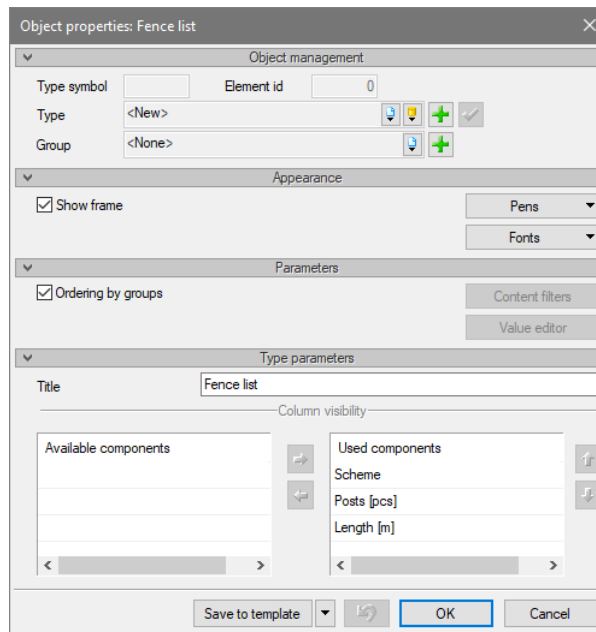 Object properties: Fence list
Object management
Type symbol Element id 0
Type <New>
Group <None>
Appearance
Show frame Pens
Fonts
Parameters
Ordering by groups Content filters
Value editor
Type parameters
Title Fence list
Column visibility
Available components Used components
Scheme
Posts [pcs]
Length [m]
Save to template OK Cancel